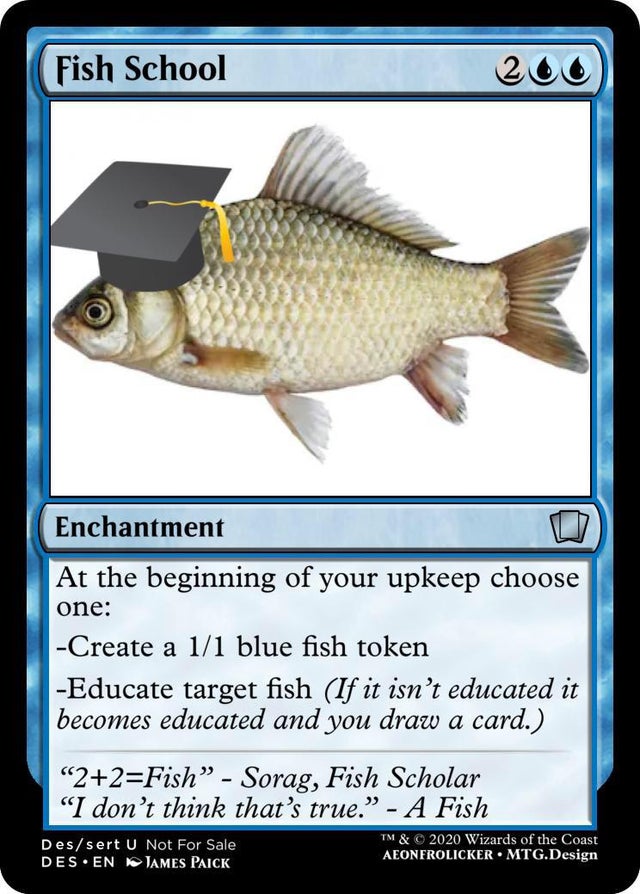 Fish School 2
Enchantment
At the beginning of your upkeep choose
one:
-Create a 1/1 blue fish token
-Educate target fish (If it isn't educated it
becomes educated and you draw a card.)
“2+2=Fish” - Sorag, Fish Scholar
“I don't think that's true.” - A Fish
Des/sert U Not For Sale
DES • EN James Paick
™ & © 2020 Wizards of the Coast
AEONFROLICKER • MTG.Design